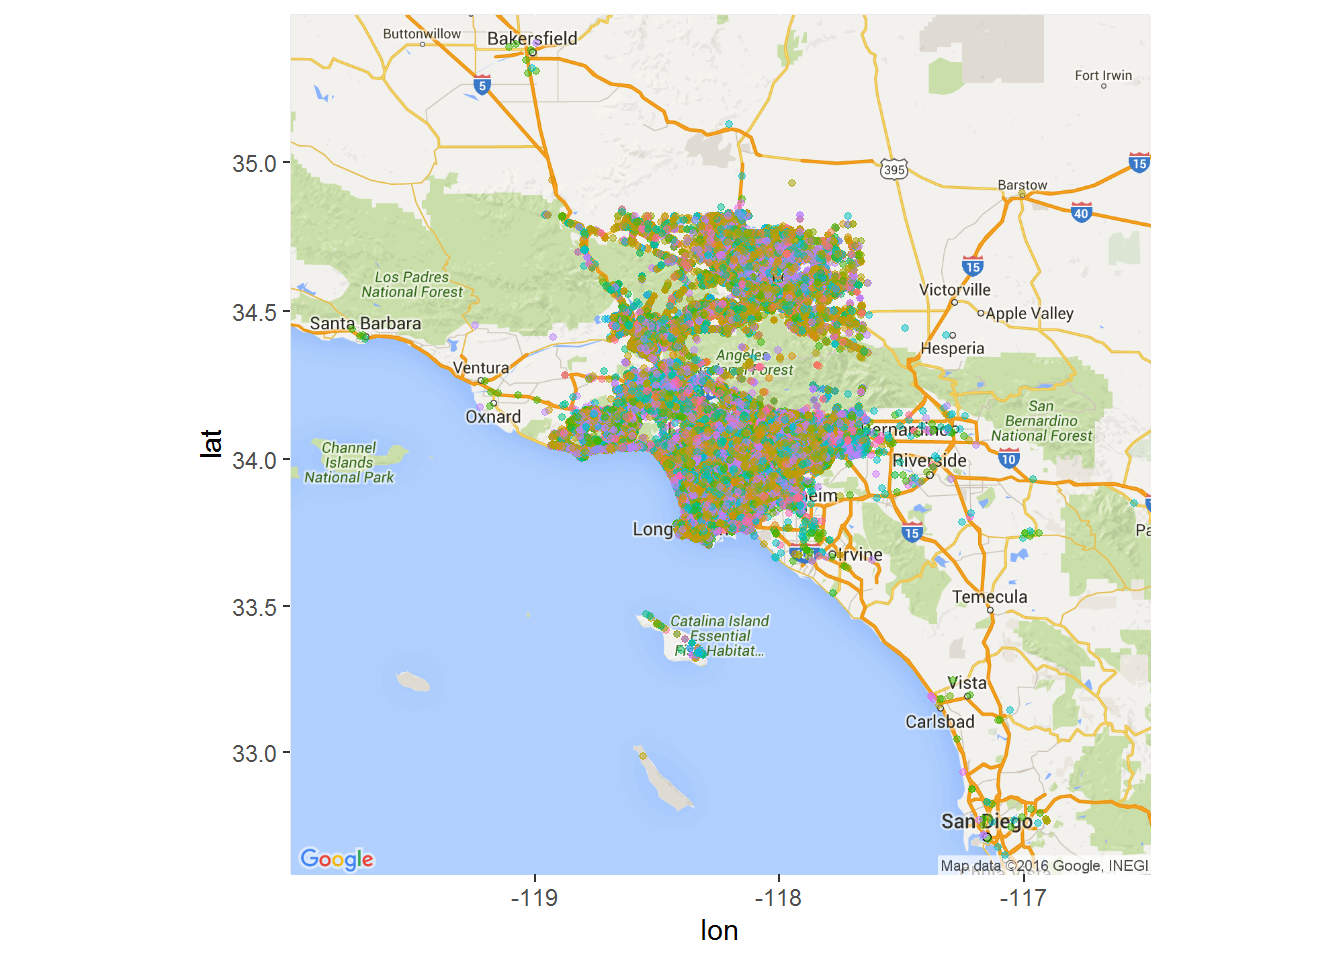 Buttonwillow
Bakersfield
5
Fort Irwin
35.0
395
15
Barstow
40
Los Padres
National Forest
15
Victorville
34.5
Santa Barbara
Apple Valley
Hesperia
Angeles
Ventura
Oxnard
San
Bernardino
National Forest
Channel
Islands
National Park
34.0
lat
Bernardino
10
Riverside
heim
Long
15
Irvine
Pa
33.5
Temecula
Catalina Island
Essential
Habitat...
Vista
Carlsbad
33.0
San Diego
Google
Map data ©2016 Google, INEGI
-119
-118
-117
lon